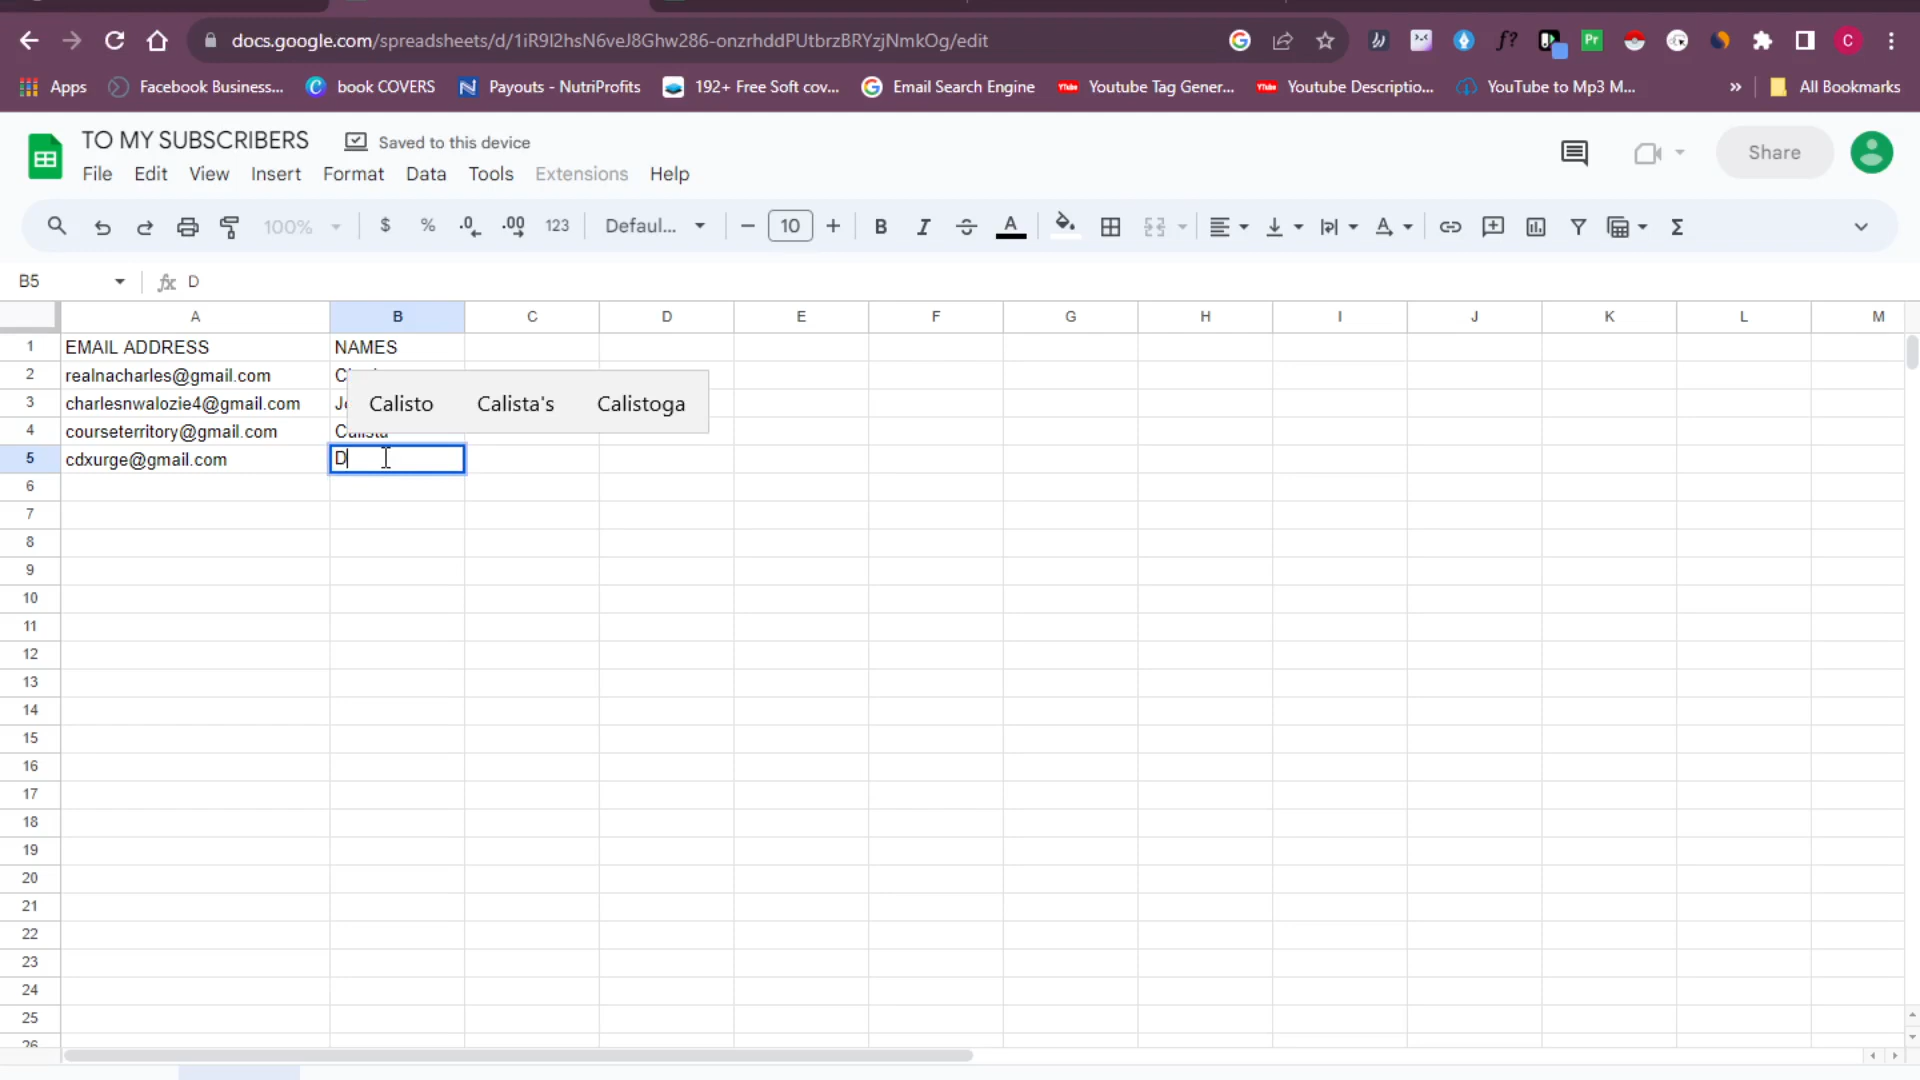 docs.google.com/spreadsheets/d/1iR9l2hsN6veJ8Ghw286-onzrhddPUtbrzBRYzjNmkOg/edit
Apps Facebook Business... book COVERS Payouts - NutriProfits 192+ Free Soft cov... Email Search Engine Youtube Tag Gener... Youtube Descriptio... YouTube to Mp3 M... » All Bookmarks
TO MY SUBSCRIBERS Saved to this device Share
File Edit View Insert Format Data Tools Extensions Help
100% $ % .0 .00 123 Defaul... 10 B I A
B5 fx D
A B C D E F G H I J K L M
1 EMAIL ADDRESS NAMES
2 realnacharles@gmail.com
3 charlesnwalozie4@gmail.com Calisto Calista's Calistoga
4 courseterritory@gmail.com Calista
5 cdxurge@gmail.com D
6
7
8
9
10
11
12
13
14
15
16
17
18
19
20
21
22
23
24
25
26